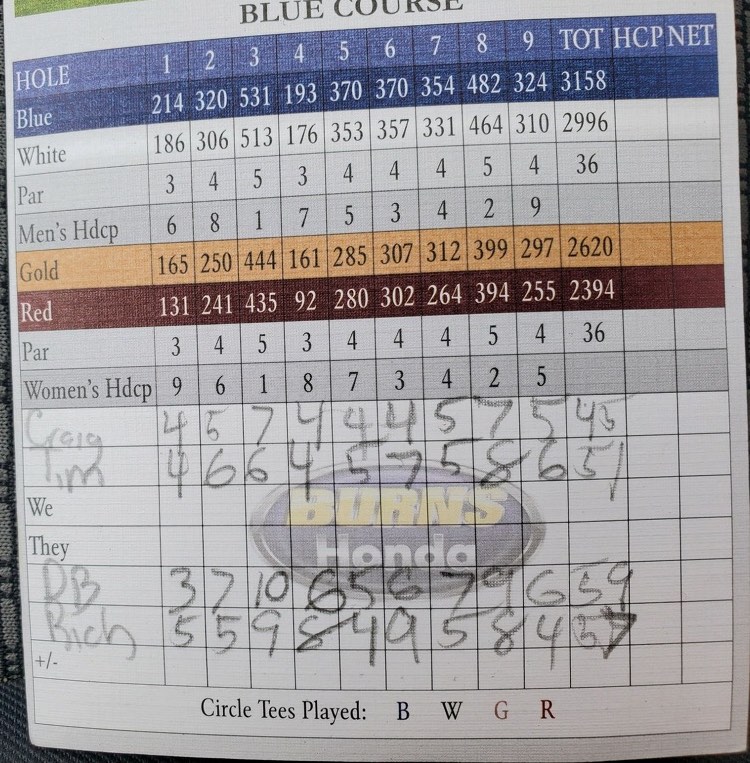 BLUE COURSE
HOLE 1 2 3 4 5 6 7 8 9 TOT HCP NET
Blue 214 320 531 193 370 370 354 482 324 3158
White 186 306 513 176 353 357 331 464 310 2996
Par 3 4 5 3 4 4 4 5 4 36
Men's Hdcp 6 8 1 7 5 3 4 2 9
Gold 165 250 444 161 285 307 312 399 297 2620
Red 131 241 435 92 280 302 264 394 255 2394
Par 3 4 5 3 4 4 4 5 4 36
Women's Hdcp 9 6 1 8 7 3 4 2 5
Craig 4 5 7 4 4 4 5 7 5 45
Tim 4 6 6 4 5 7 5 8 6 51
We
BURNS
They
Honda
DB 3 7 10 6 5 6 7 9 6 59
Rich 5 5 9 8 4 9 5 8 4 57
+/-
Circle Tees Played: B W G R